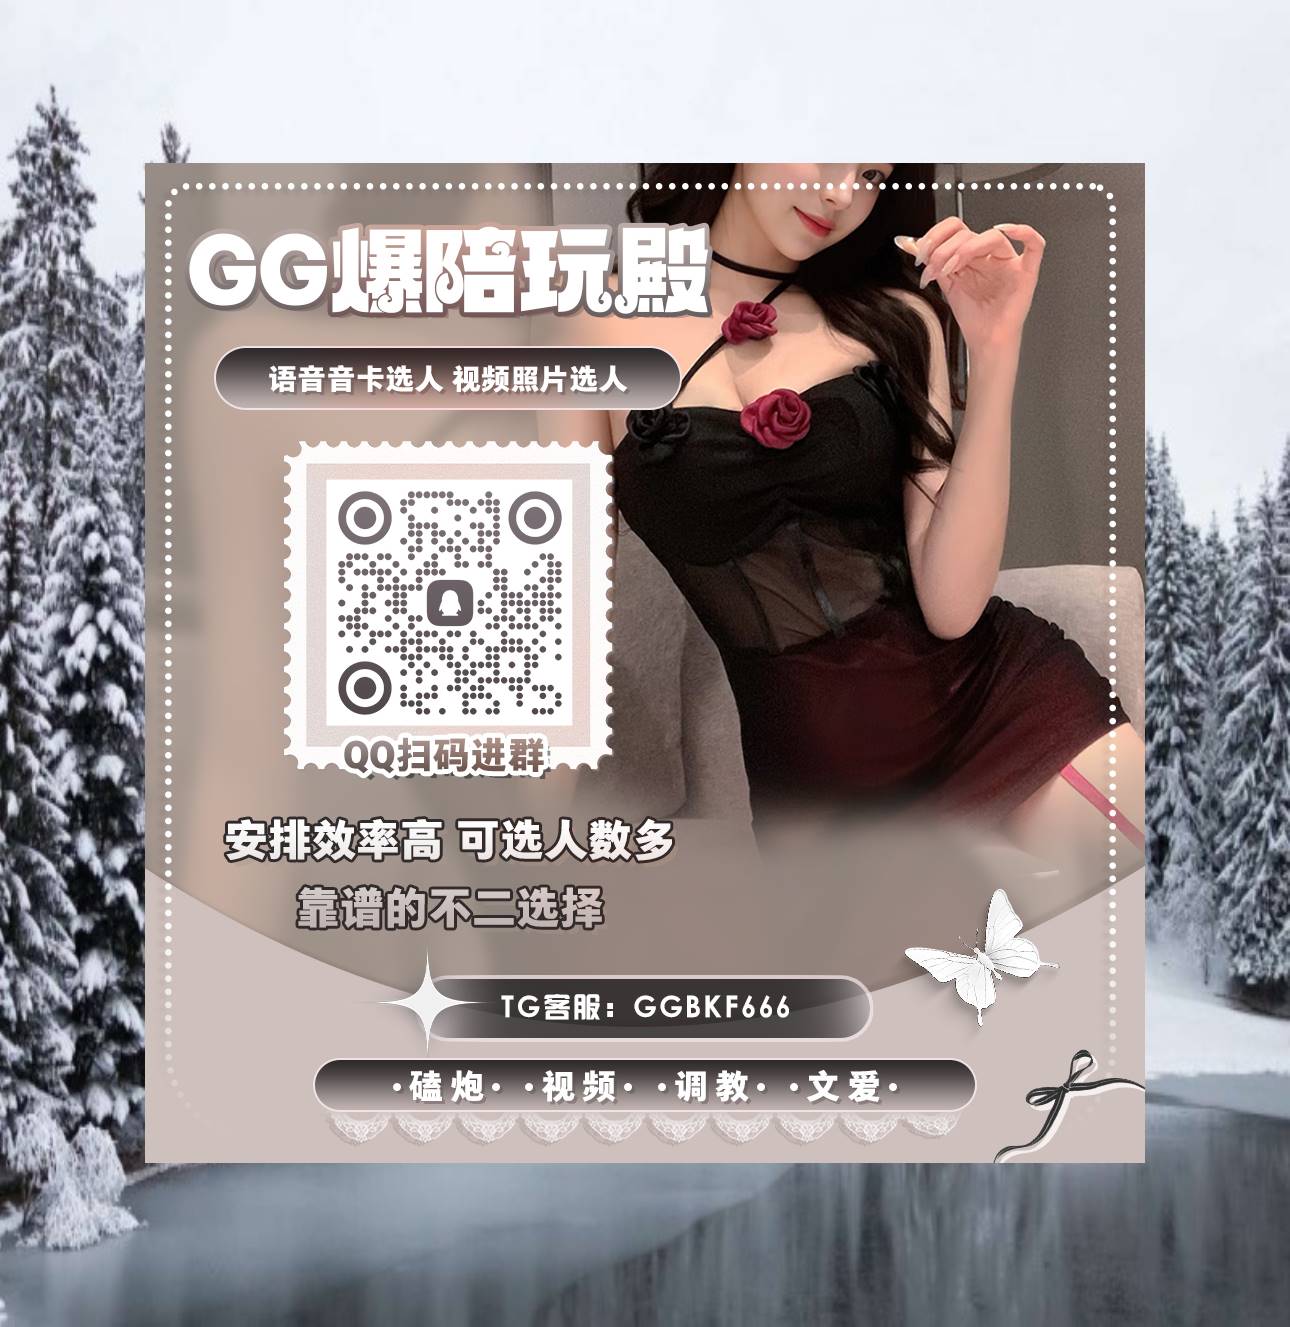 GG爆陪玩殿
语音音卡选人 视频照片选人
QQ扫码进群
安排效率高 可选人数多
靠谱的不二选择
TG客服：GGBKF666
·磕炮· ·视频· ·调教· ·文爱·